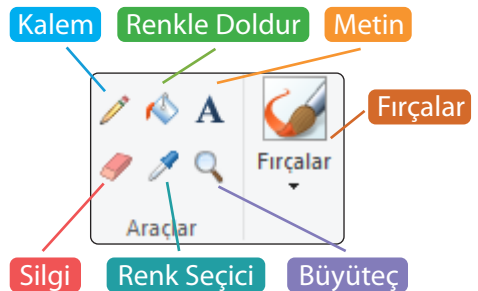 Kalem
Renkle Doldur
Metin
A
Fırçalar
Fırçalar
Araçlar
Silgi
Renk Seçici
Büyüteç